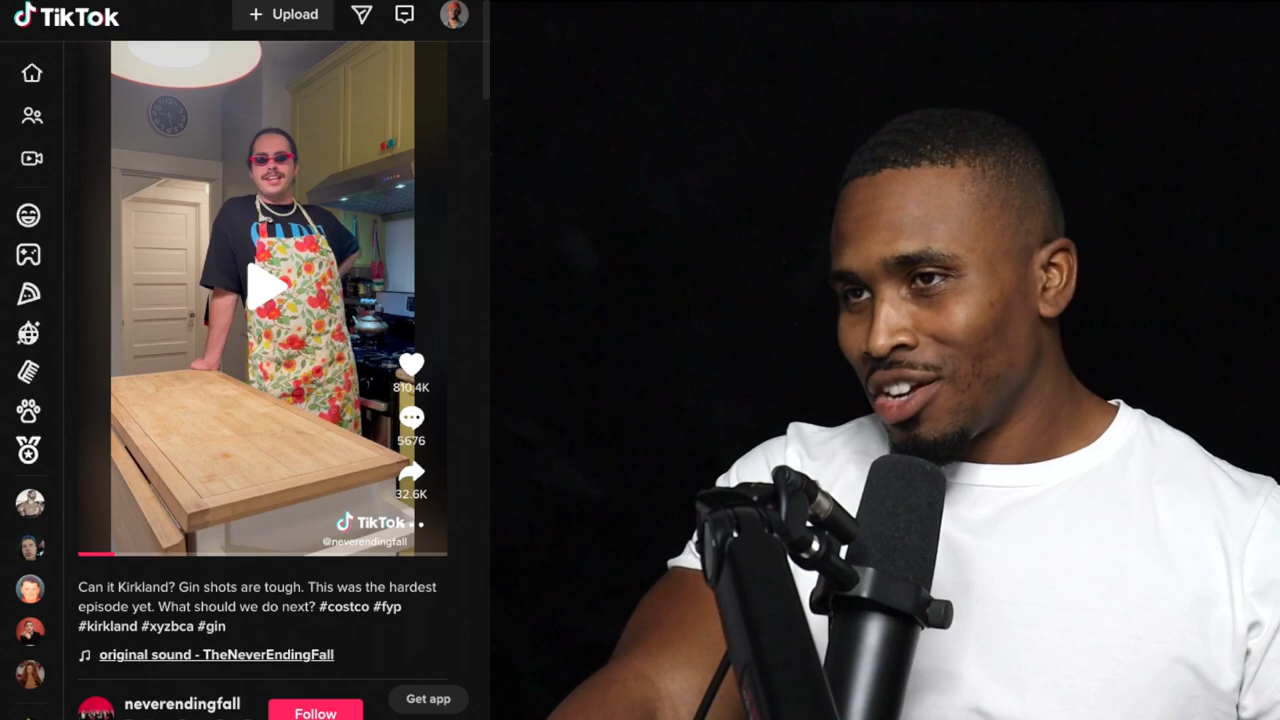 TikTok
+ Upload
810.4K
5676
32.6K
TikTok
@neverendingfall
Can it Kirkland? Gin shots are tough. This was the hardest
episode yet. What should we do next? #costco #fyp
#kirkland #xyzbca #gin
original sound - TheNeverEndingFall
Get app
neverendingfall
Follow